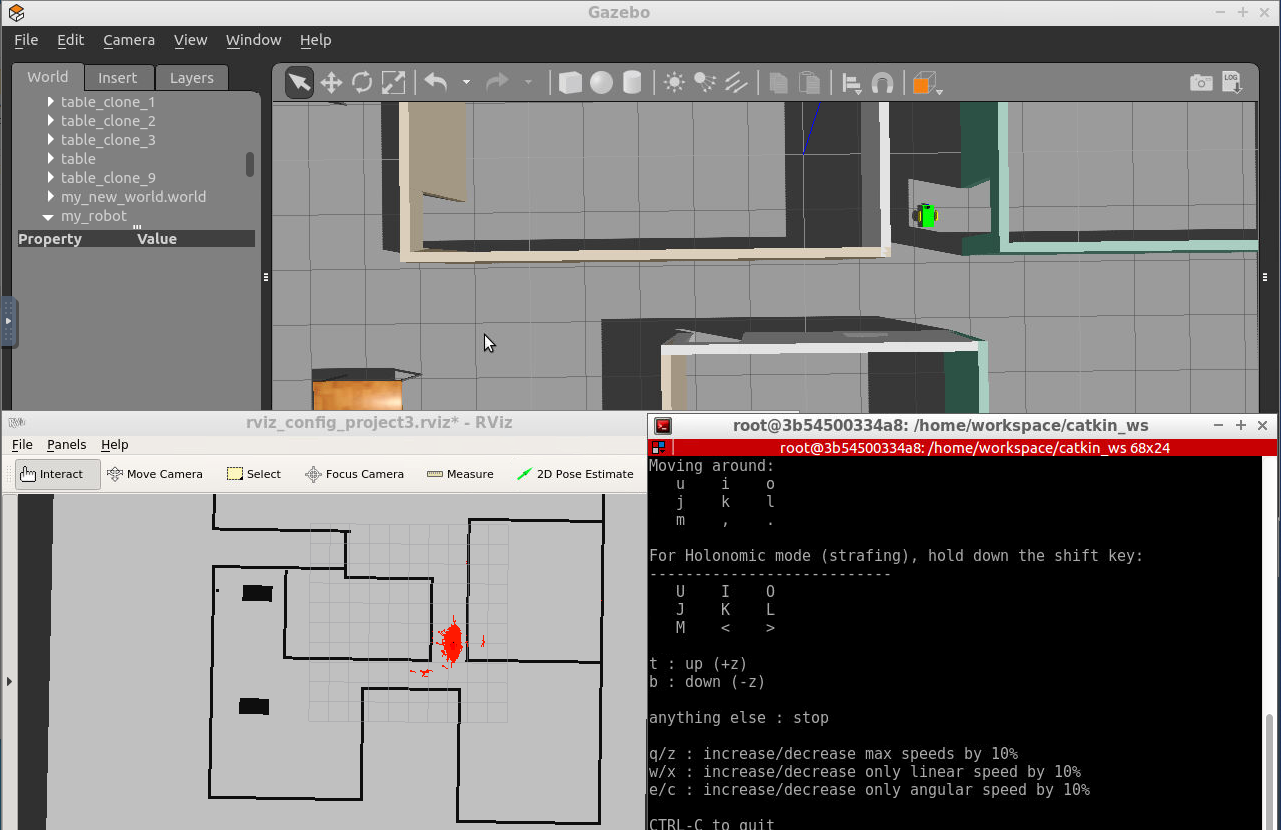 Gazebo
File Edit Camera View Window Help
World Insert Layers
table_clone_1
table_clone_2
table_clone_3
table
table_clone_9
my_new_world.world
my_robot
Property Value
LOG
rviz_config_project3.rviz* - RViz
File Panels Help
Interact Move Camera Select Focus Camera Measure 2D Pose Estimate
root@3b54500334a8: /home/workspace/catkin_ws
root@3b54500334a8: /home/workspace/catkin_ws 68x24
Moving around:
u i o
j k l
m , .
For Holonomic mode (strafing), hold down the shift key:
---------------------------
U I O
J K L
M < >
t : up (+z)
b : down (-z)
anything else : stop
q/z : increase/decrease max speeds by 10%
w/x : increase/decrease only linear speed by 10%
e/c : increase/decrease only angular speed by 10%
CTRL-C to quit